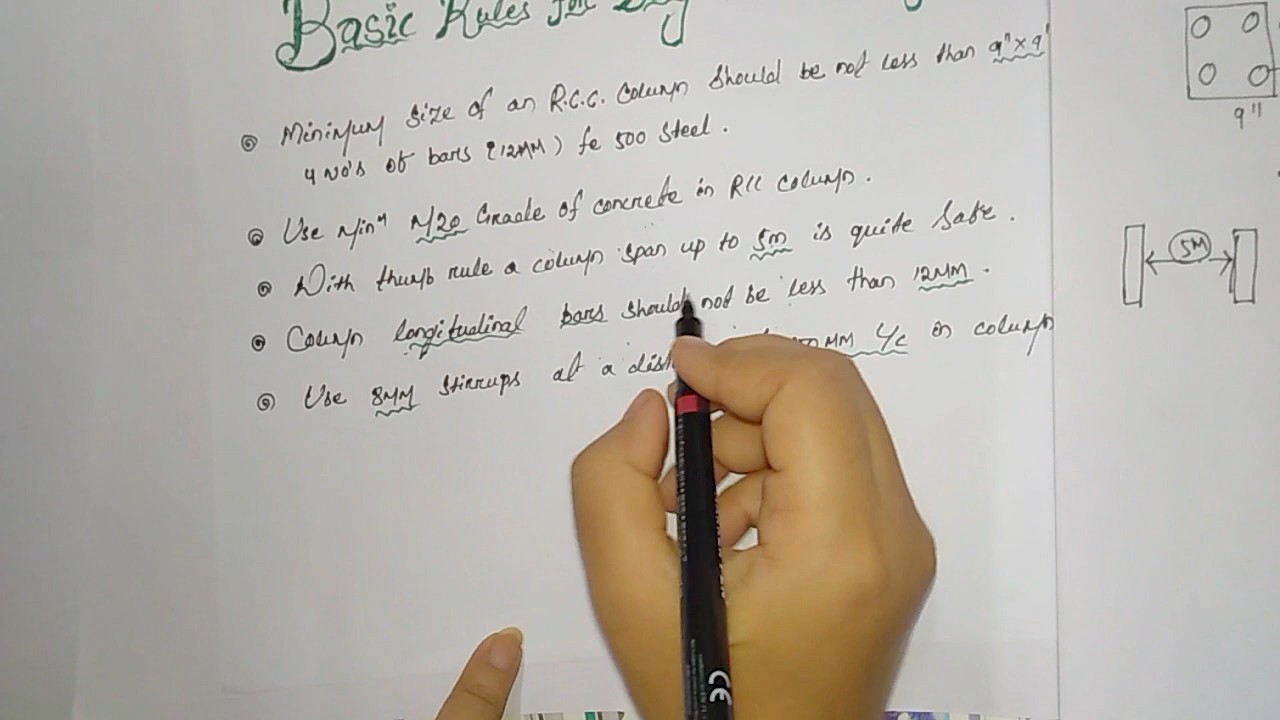 Basic Rules for
Minimum size of an R.C.C. Column should be not less than 9"x9"
4 No's of bars (12MM) fe 500 Steel.
Use Minm M20 Grade of concrete in RCC column.
With thumb rule a column span up to 5m is quite safe.
Column longitudinal bars should not be less than 12MM.
Use 8MM stirrups at a MM c/c in column
9"
5M
CE